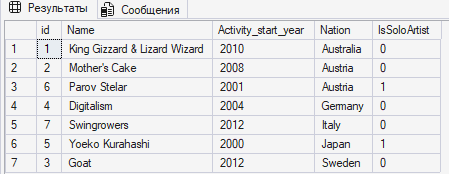 Результаты Сообщения
id Name Activity_start_year Nation IsSoloArtist
1 1 King Gizzard & Lizard Wizard 2010 Australia 0
2 2 Mother's Cake 2008 Austria 0
3 6 Parov Stelar 2001 Austria 1
4 4 Digitalism 2004 Germany 0
5 7 Swingrowers 2012 Italy 0
6 5 Yoeko Kurahashi 2000 Japan 1
7 3 Goat 2012 Sweden 0